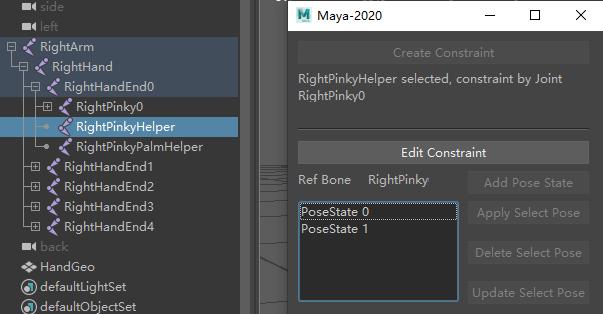 side
left
RightArm
RightHand
RightHandEnd0
RightPinky0
RightPinkyHelper
RightPinkyPalmHelper
RightHandEnd1
RightHandEnd2
RightHandEnd3
RightHandEnd4
back
HandGeo
defaultLightSet
defaultObjectSet
Maya-2020
Create Constraint
RightPinkyHelper selected, constraint by Joint
RightPinky0
Edit Constraint
Ref Bone RightPinky
Add Pose State
PoseState 0
PoseState 1
Apply Select Pose
Delete Select Pose
Update Select Pose